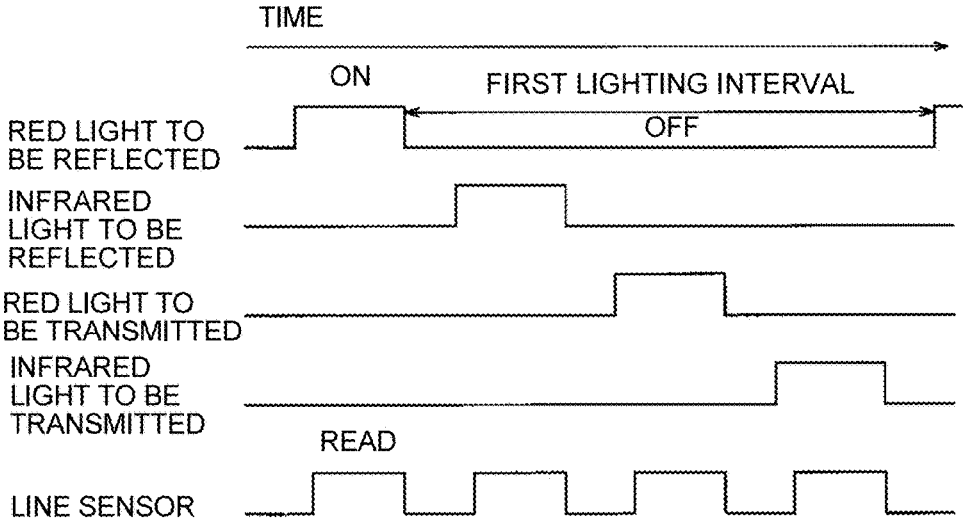 TIME
ON
FIRST LIGHTING INTERVAL
OFF
RED LIGHT TO
BE REFLECTED
INFRARED
LIGHT TO BE
REFLECTED
RED LIGHT TO
BE TRANSMITTED
INFRARED
LIGHT TO BE
TRANSMITTED
READ
LINE SENSOR